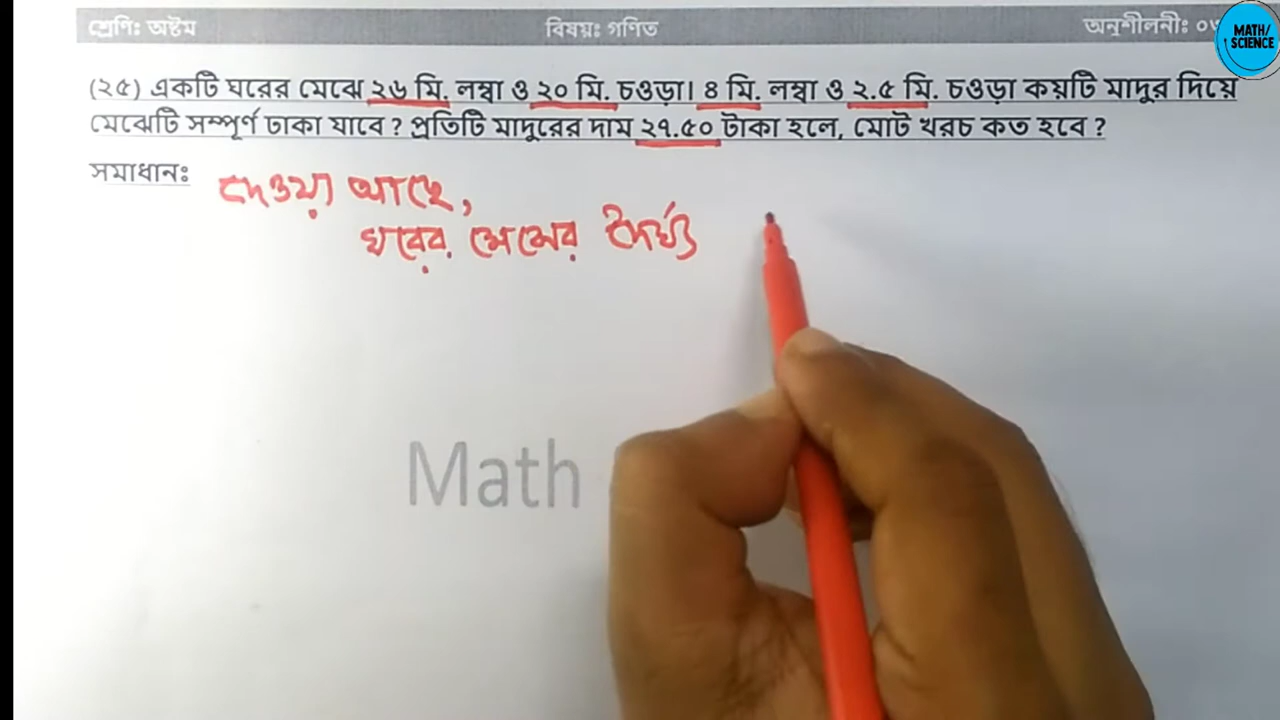 শ্রেণিঃ অষ্টম বিষয়ঃ গণিত অনুশীলনীঃ ০৩
MATH/
SCIENCE
(২৫) একটি ঘরের মেঝে ২৬ মি. লম্বা ও ২০ মি. চওড়া। ৪ মি. লম্বা ও ২.৫ মি. চওড়া কয়টি মাদুর দিয়ে
মেঝেটি সম্পূর্ণ ঢাকা যাবে ? প্রতিটি মাদুরের দাম ২৭.৫০ টাকা হলে, মোট খরচ কত হবে ?
সমাধানঃ দেওয়া আছে,
ঘরের মেঝের দৈর্ঘ্য
Math